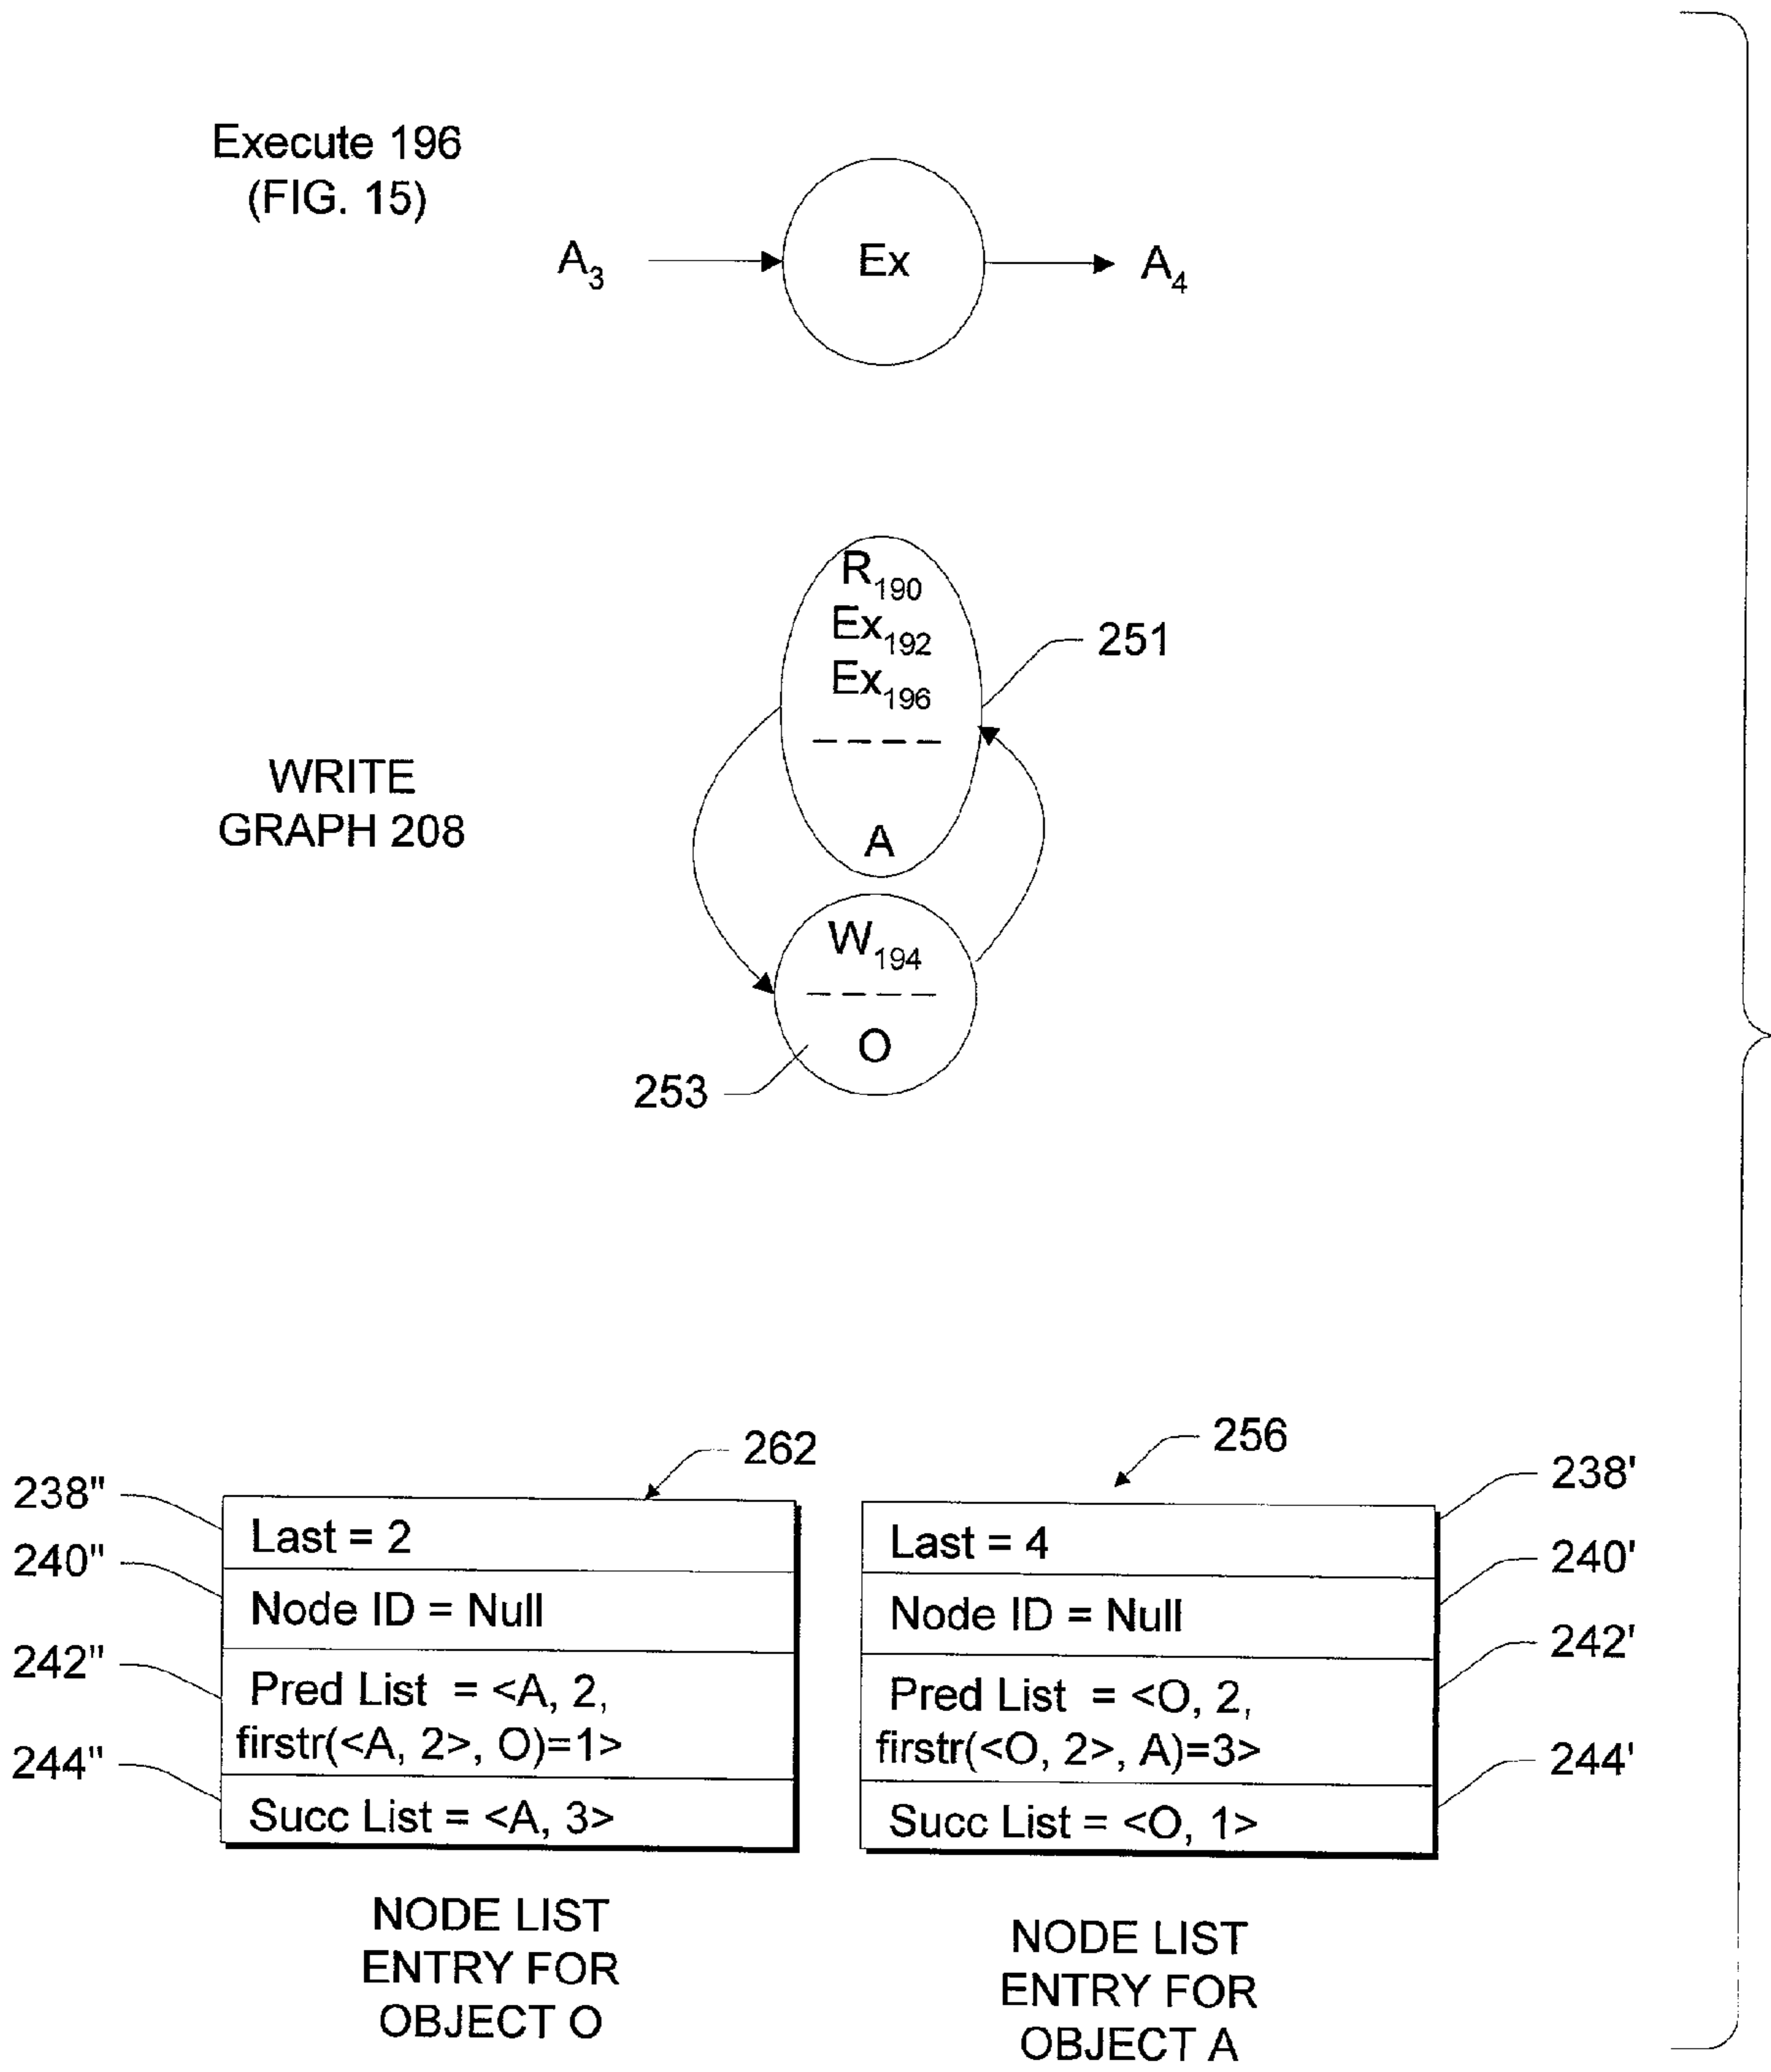 Execute 196
(FIG. 15)
A₃
Ex
A₄
R₁₉₀
Ex₁₉₂
Ex₁₉₆
251
WRITE
GRAPH 208
A
W₁₉₄
O
253
262
256
238"
240"
242"
244"
Last = 2
Node ID = Null
Pred List = <A, 2,
firstr(<A, 2>, O)=1>
Succ List = <A, 3>
Last = 4
Node ID = Null
Pred List = <O, 2,
firstr(<O, 2>, A)=3>
Succ List = <O, 1>
238'
240'
242'
244'
NODE LIST
ENTRY FOR
OBJECT O
NODE LIST
ENTRY FOR
OBJECT A